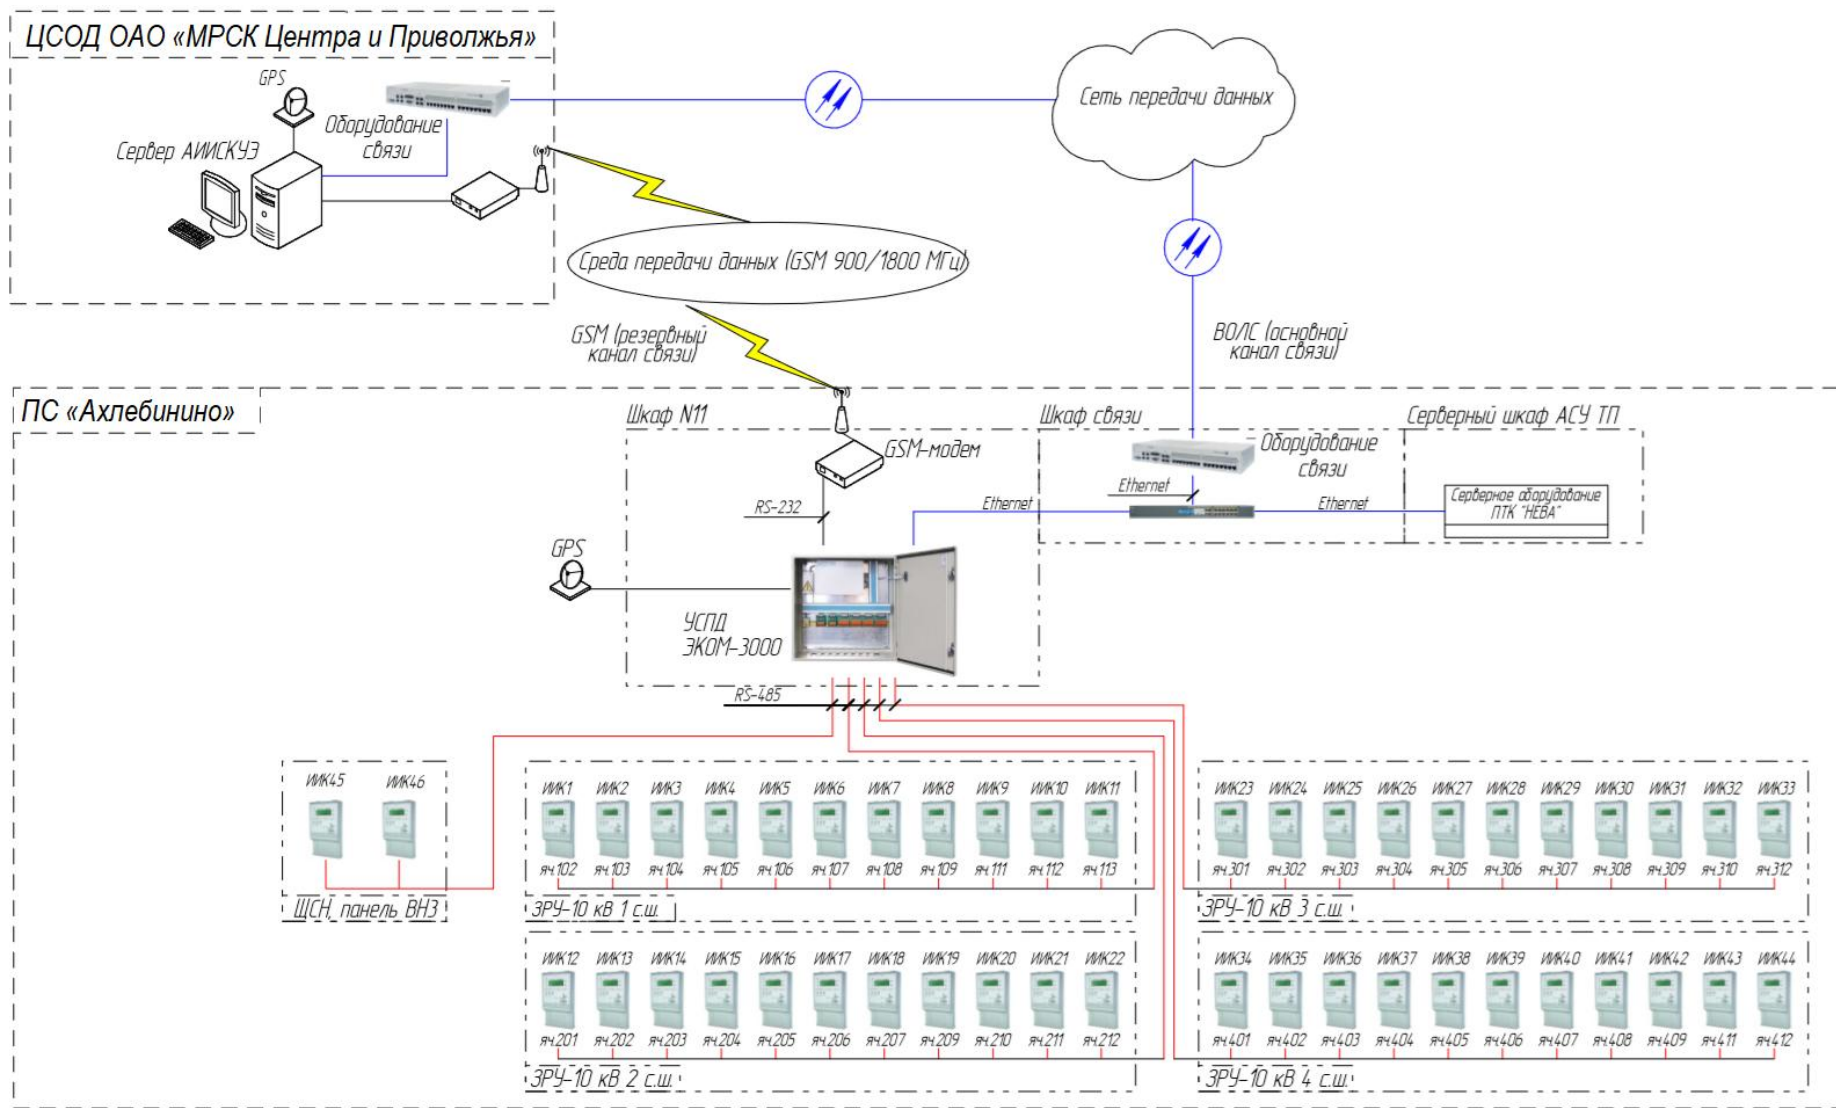 ЦСОД ОАО «МРСК Центра и Приволжья»
GPS
Оборудование
связи
Сервер АИИСКУЭ
Сеть передачи данных
Среда передачи данных (GSM 900/1800 МГц)
GSM (резервный
канал связи)
ВОЛС (основной
канал связи)
ПС «Ахлебинино»
Шкаф N11
Шкаф связи
Серверный шкаф АСУ ТП
GSM-модем
Оборудование
связи
RS-232
Ethernet
Ethernet
Ethernet
Серверное оборудование
ПТК "НЕВА"
GPS
УСПД
ЭКОМ-3000
RS-485
ИИК45 ИИК46
ЩСН, панель ВНЗ
ИИК1 ИИК2 ИИК3 ИИК4 ИИК5 ИИК6 ИИК7 ИИК8 ИИК9 ИИК10 ИИК11
яч.102 яч.103 яч.104 яч.105 яч.106 яч.107 яч.108 яч.109 яч.111 яч.112 яч.113
ЗРУ-10 кВ 1 с.ш.
ИИК23 ИИК24 ИИК25 ИИК26 ИИК27 ИИК28 ИИК29 ИИК30 ИИК31 ИИК32 ИИК33
яч.301 яч.302 яч.303 яч.304 яч.305 яч.306 яч.307 яч.308 яч.309 яч.310 яч.312
ЗРУ-10 кВ 3 с.ш.
ИИК12 ИИК13 ИИК14 ИИК15 ИИК16 ИИК17 ИИК18 ИИК19 ИИК20 ИИК21 ИИК22
яч.201 яч.202 яч.203 яч.204 яч.205 яч.206 яч.207 яч.209 яч.210 яч.211 яч.212
ЗРУ-10 кВ 2 с.ш.
ИИК34 ИИК35 ИИК36 ИИК37 ИИК38 ИИК39 ИИК40 ИИК41 ИИК42 ИИК43 ИИК44
яч.401 яч.402 яч.403 яч.404 яч.405 яч.406 яч.407 яч.408 яч.409 яч.411 яч.412
ЗРУ-10 кВ 4 с.ш.